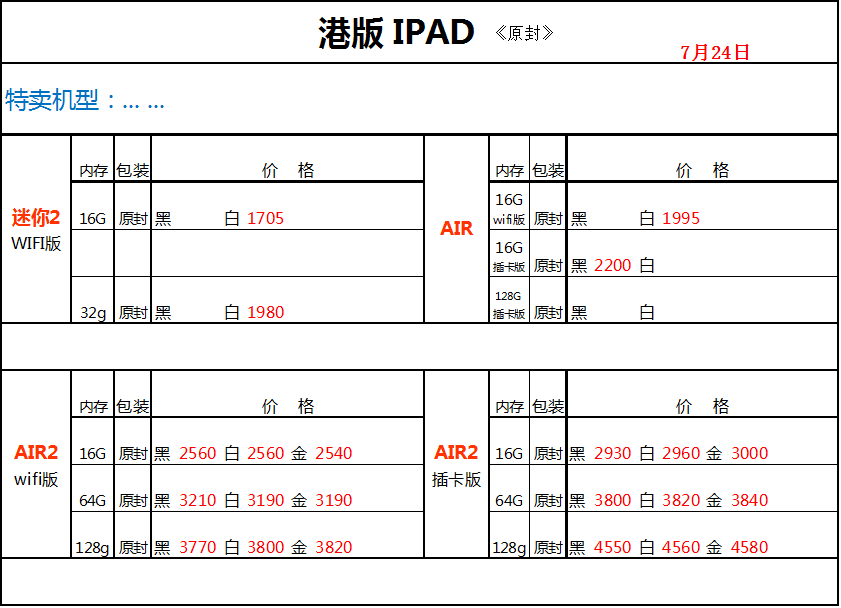 港版 IPAD 《原封》
7月24日
特卖机型：... ...
内存 包装 价 格
迷你2
WIFI版
16G 原封 黑 白 1705
32g 原封 黑 白 1980
内存 包装 价 格
AIR
16G
wifi版 原封 黑 白 1995
16G
插卡版 原封 黑 2200 白
128G
插卡版 原封 黑 白
内存 包装 价 格
AIR2
wifi版
16G 原封 黑 2560 白 2560 金 2540
64G 原封 黑 3210 白 3190 金 3190
128g 原封 黑 3770 白 3800 金 3820
内存 包装 价 格
AIR2
插卡版
16G 原封 黑 2930 白 2960 金 3000
64G 原封 黑 3800 白 3820 金 3840
128g 原封 黑 4550 白 4560 金 4580